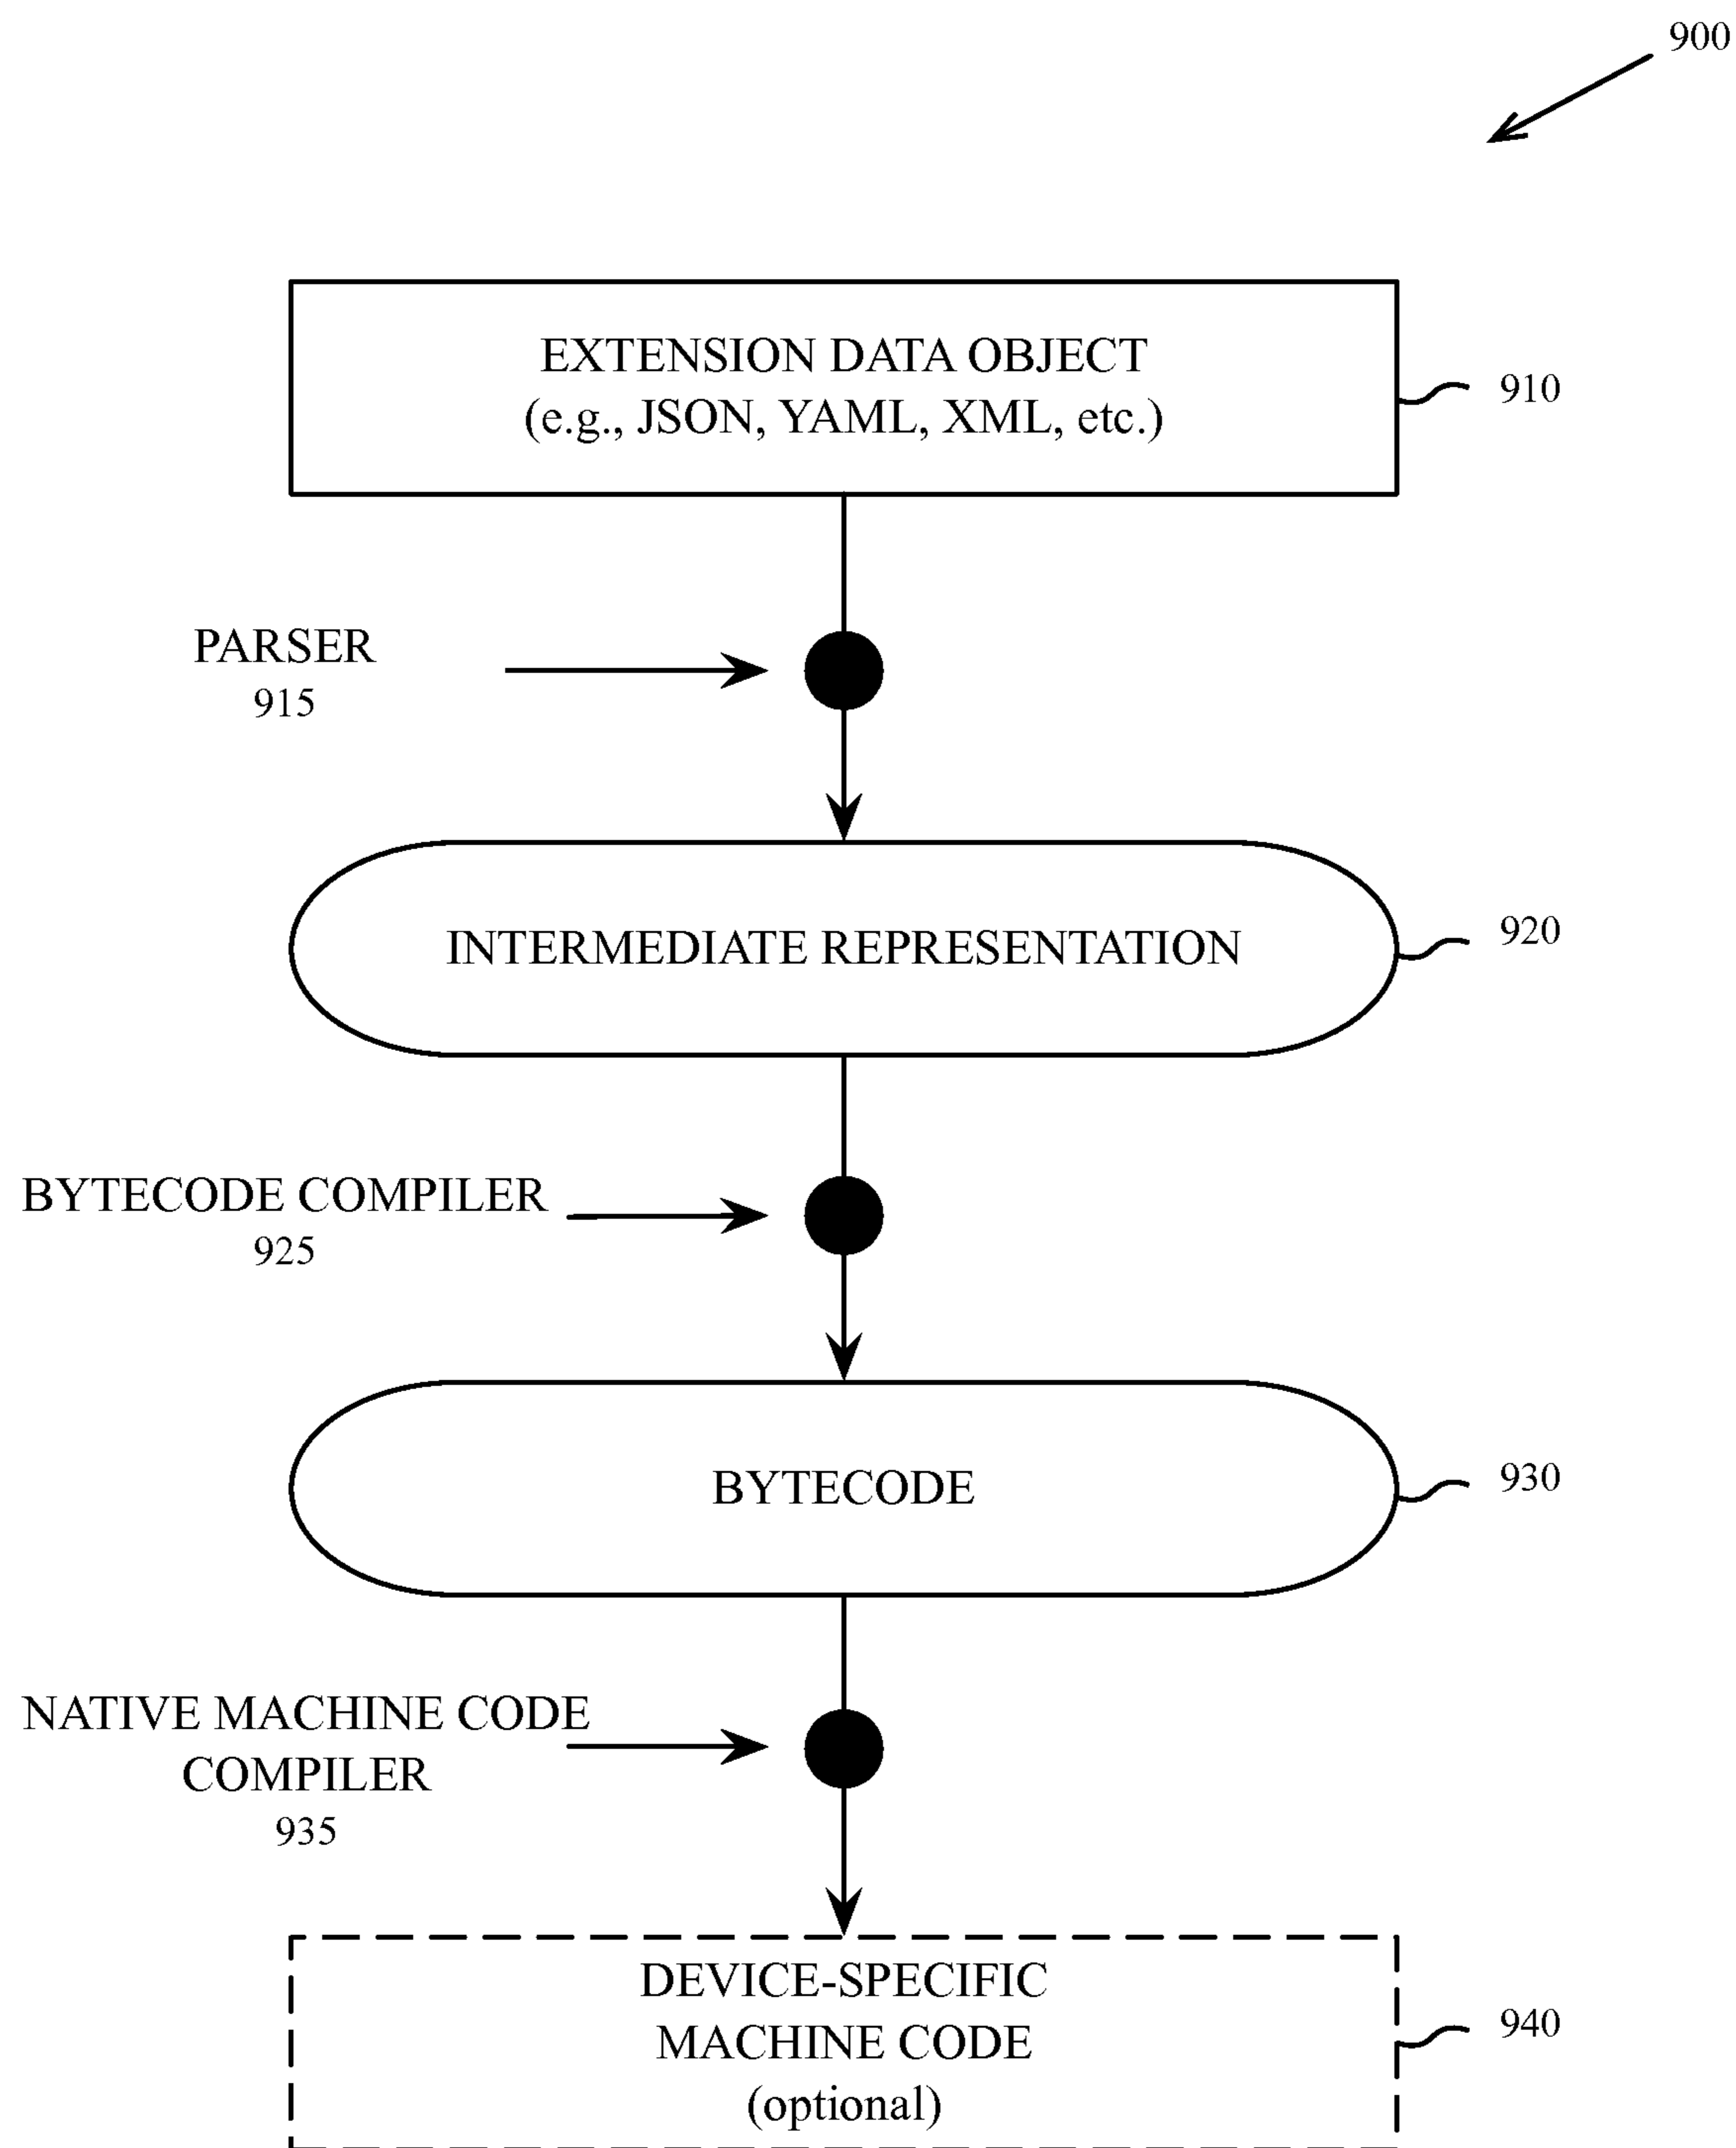 900
EXTENSION DATA OBJECT
(e.g., JSON, YAML, XML, etc.)
910
PARSER
915
INTERMEDIATE REPRESENTATION
920
BYTECODE COMPILER
925
BYTECODE
930
NATIVE MACHINE CODE
COMPILER
935
DEVICE-SPECIFIC
MACHINE CODE
(optional)
940